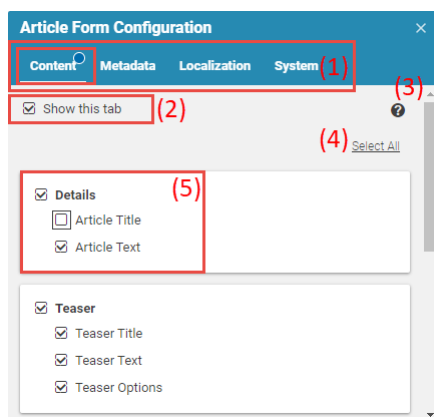 Article Form Configuration ×
Content Metadata Localization System (1)
(3)
Show this tab (2) ?
(4) Select All
Details (5)
Article Title
Article Text
Teaser
Teaser Title
Teaser Text
Teaser Options